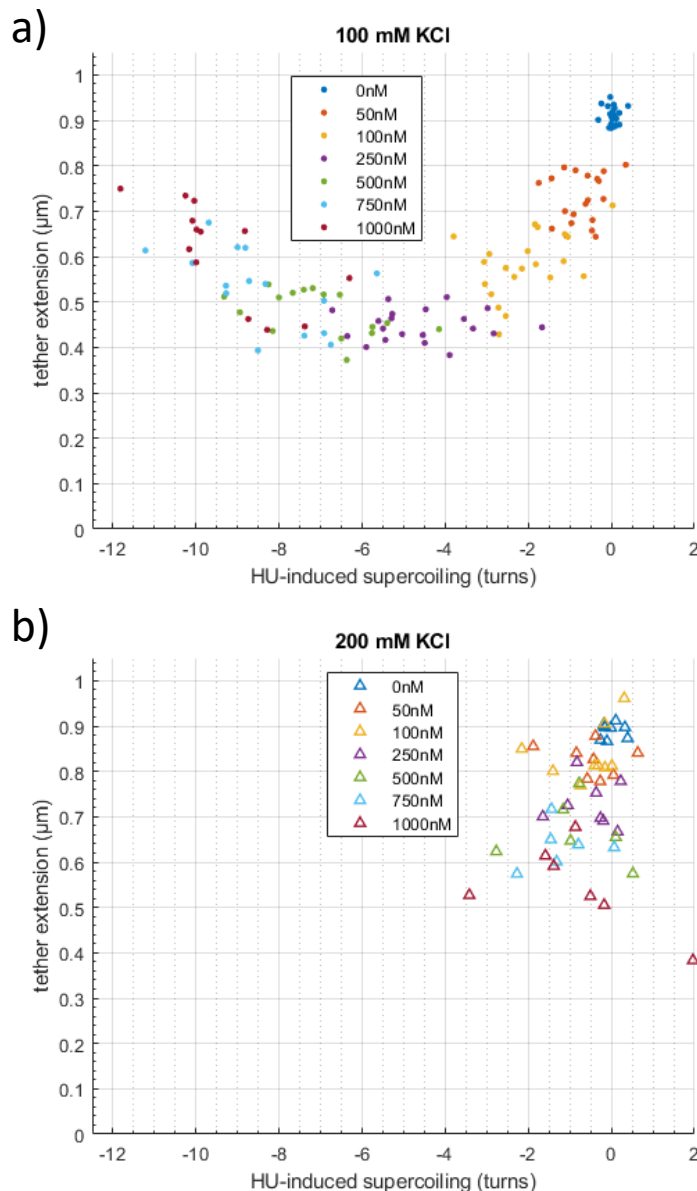 a)
100 mM KCl
1
0.9
0.8
0.7
0.6
0.5
0.4
0.3
0.2
0.1
0
tether extension (µm)
0nM
50nM
100nM
250nM
500nM
750nM
1000nM
-12 -10 -8 -6 -4 -2 0 2
HU-induced supercoiling (turns)
b)
200 mM KCl
1
0.9
0.8
0.7
0.6
0.5
0.4
0.3
0.2
0.1
0
tether extension (µm)
0nM
50nM
100nM
250nM
500nM
750nM
1000nM
-12 -10 -8 -6 -4 -2 0 2
HU-induced supercoiling (turns)